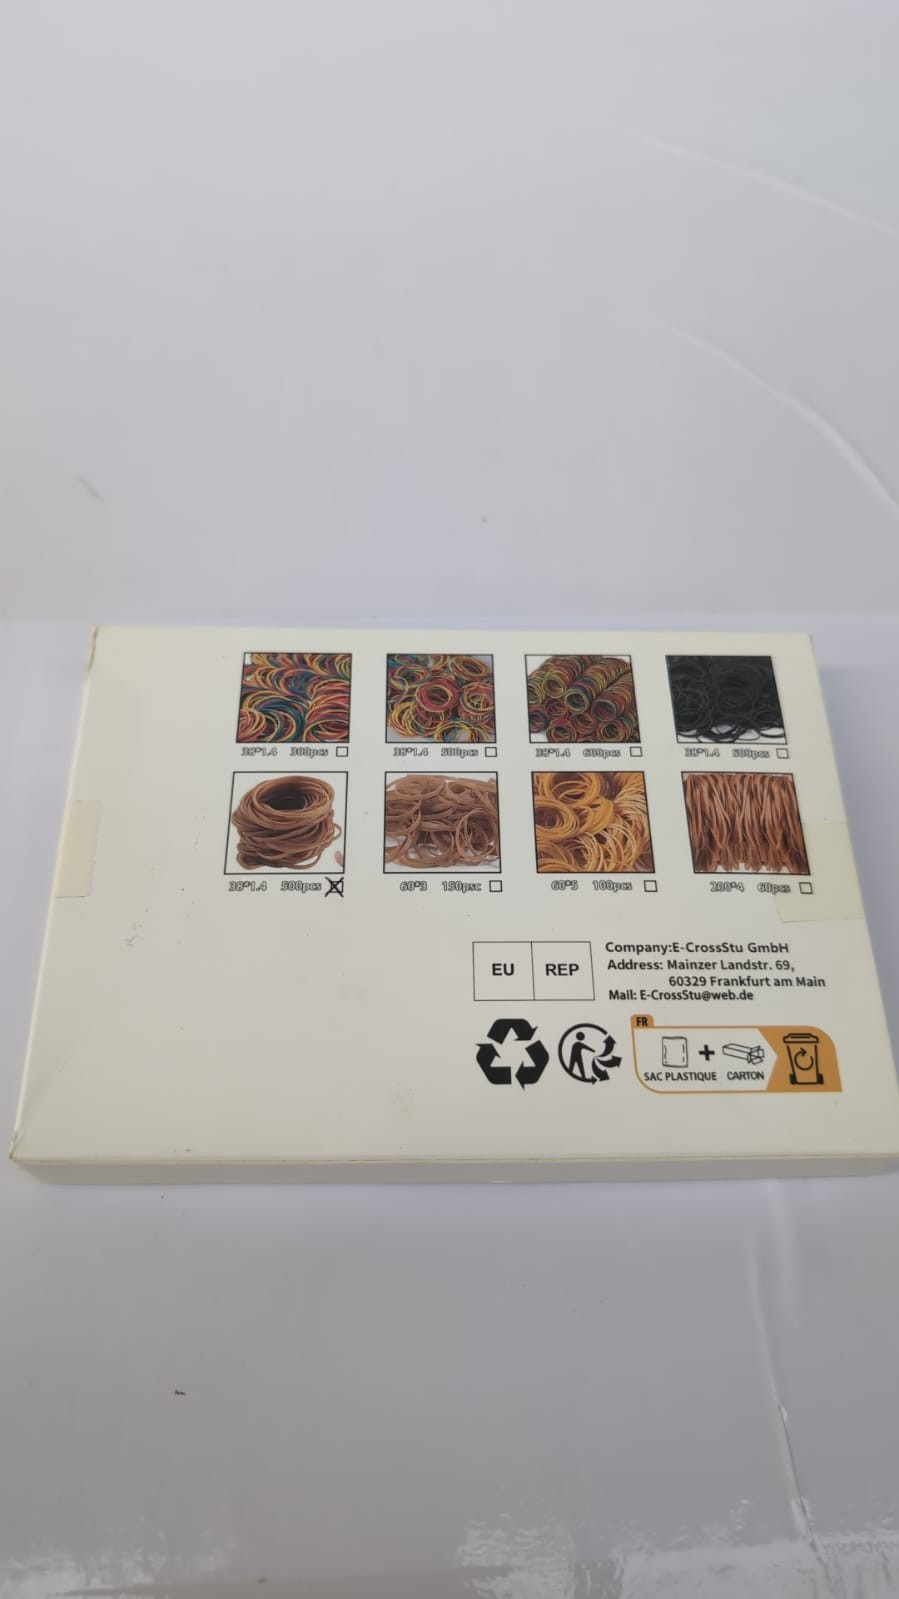 38*1.4 300pcs
38*1.4 500pcs
38*1.4 600pcs
38*1.4 500pcs
38*1.4 500pcs
60*3 150psc
60*5 100pcs
200*4 60pcs
EU REP
Company:E-CrossStu GmbH
Address: Mainzer Landstr. 69,
60329 Frankfurt am Main
Mail: E-CrossStu@web.de
FR
+
SAC PLASTIQUE CARTON